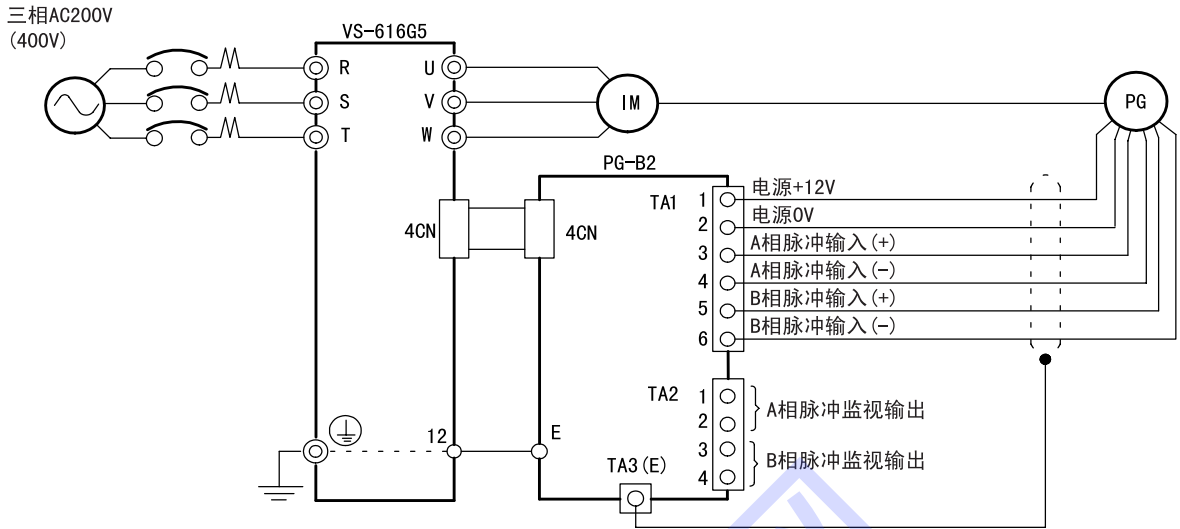 三相AC200V
(400V)
VS-616G5
R
S
T
U
V
W
IM
PG
PG-B2
4CN
4CN
TA1
1 电源+12V
2 电源0V
3 A相脉冲输入(+)
4 A相脉冲输入(-)
5 B相脉冲输入(+)
6 B相脉冲输入(-)
TA2
1
2
A相脉冲监视输出
3
4
B相脉冲监视输出
12
E
TA3(E)